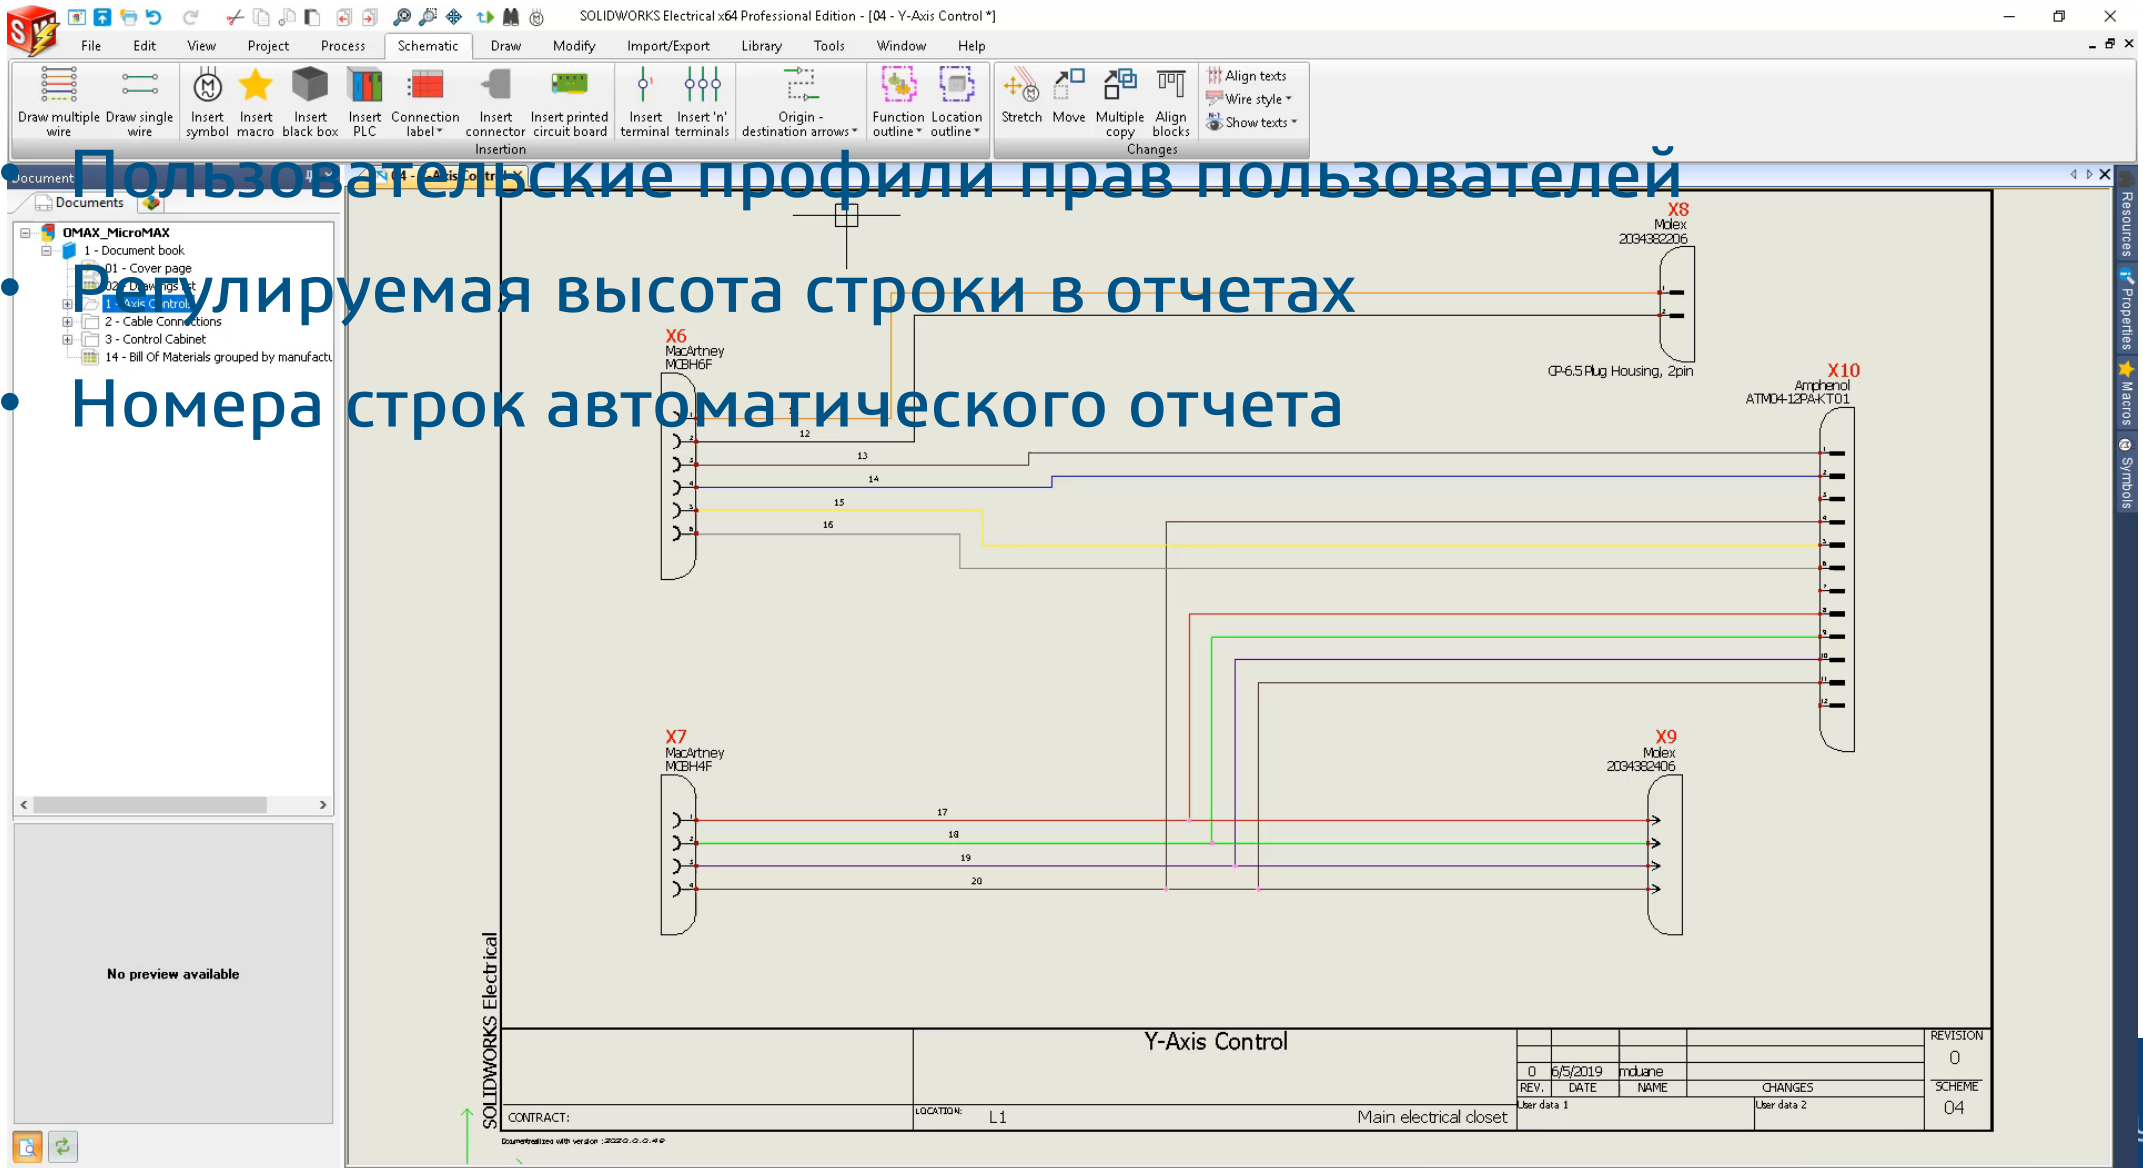 SOLIDWORKS Electrical x64 Professional Edition - [04 - Y-Axis Control *]
File Edit View Project Process Schematic Draw Modify Import/Export Library Tools Window Help
Draw multiple wire
Draw single wire
Insert symbol
Insert macro
Insert black box
Insert PLC
Connection label
Insert connector
Insert printed circuit board
Insert terminal
Insert 'n' terminals
Origin - destination arrows
Function outline
Location outline
Stretch
Move
Multiple copy
Align blocks
Align texts
Wire style
Show texts
Insertion
Changes
• Пользовательские профили прав пользователей
• Регулируемая высота строки в отчетах
• Номера строк автоматического отчета
Document
Documents
OMAX_MicroMAX
1 - Document book
01 - Cover page
1 - Axis Control
2 - Cable Connections
3 - Control Cabinet
14 - Bill Of Materials grouped by manufactu
No preview available
Resources
Properties
Macros
Symbols
X8
Molex
2034382206
CP-6.5 Plug Housing, 2pin
X6
MacArtney
MCBH6F
X10
Amphenol
ATM04-12PA-KT01
12
13
14
15
16
X7
MacArtney
MCBH4F
X9
Molex
2034382406
17
18
19
20
SOLIDWORKS Electrical
Y-Axis Control
CONTRACT:
LOCATION: L1
Main electrical closet
0 6/5/2019 mduane
REV. DATE NAME CHANGES
User data 1
User data 2
REVISION
0
SCHEME
04